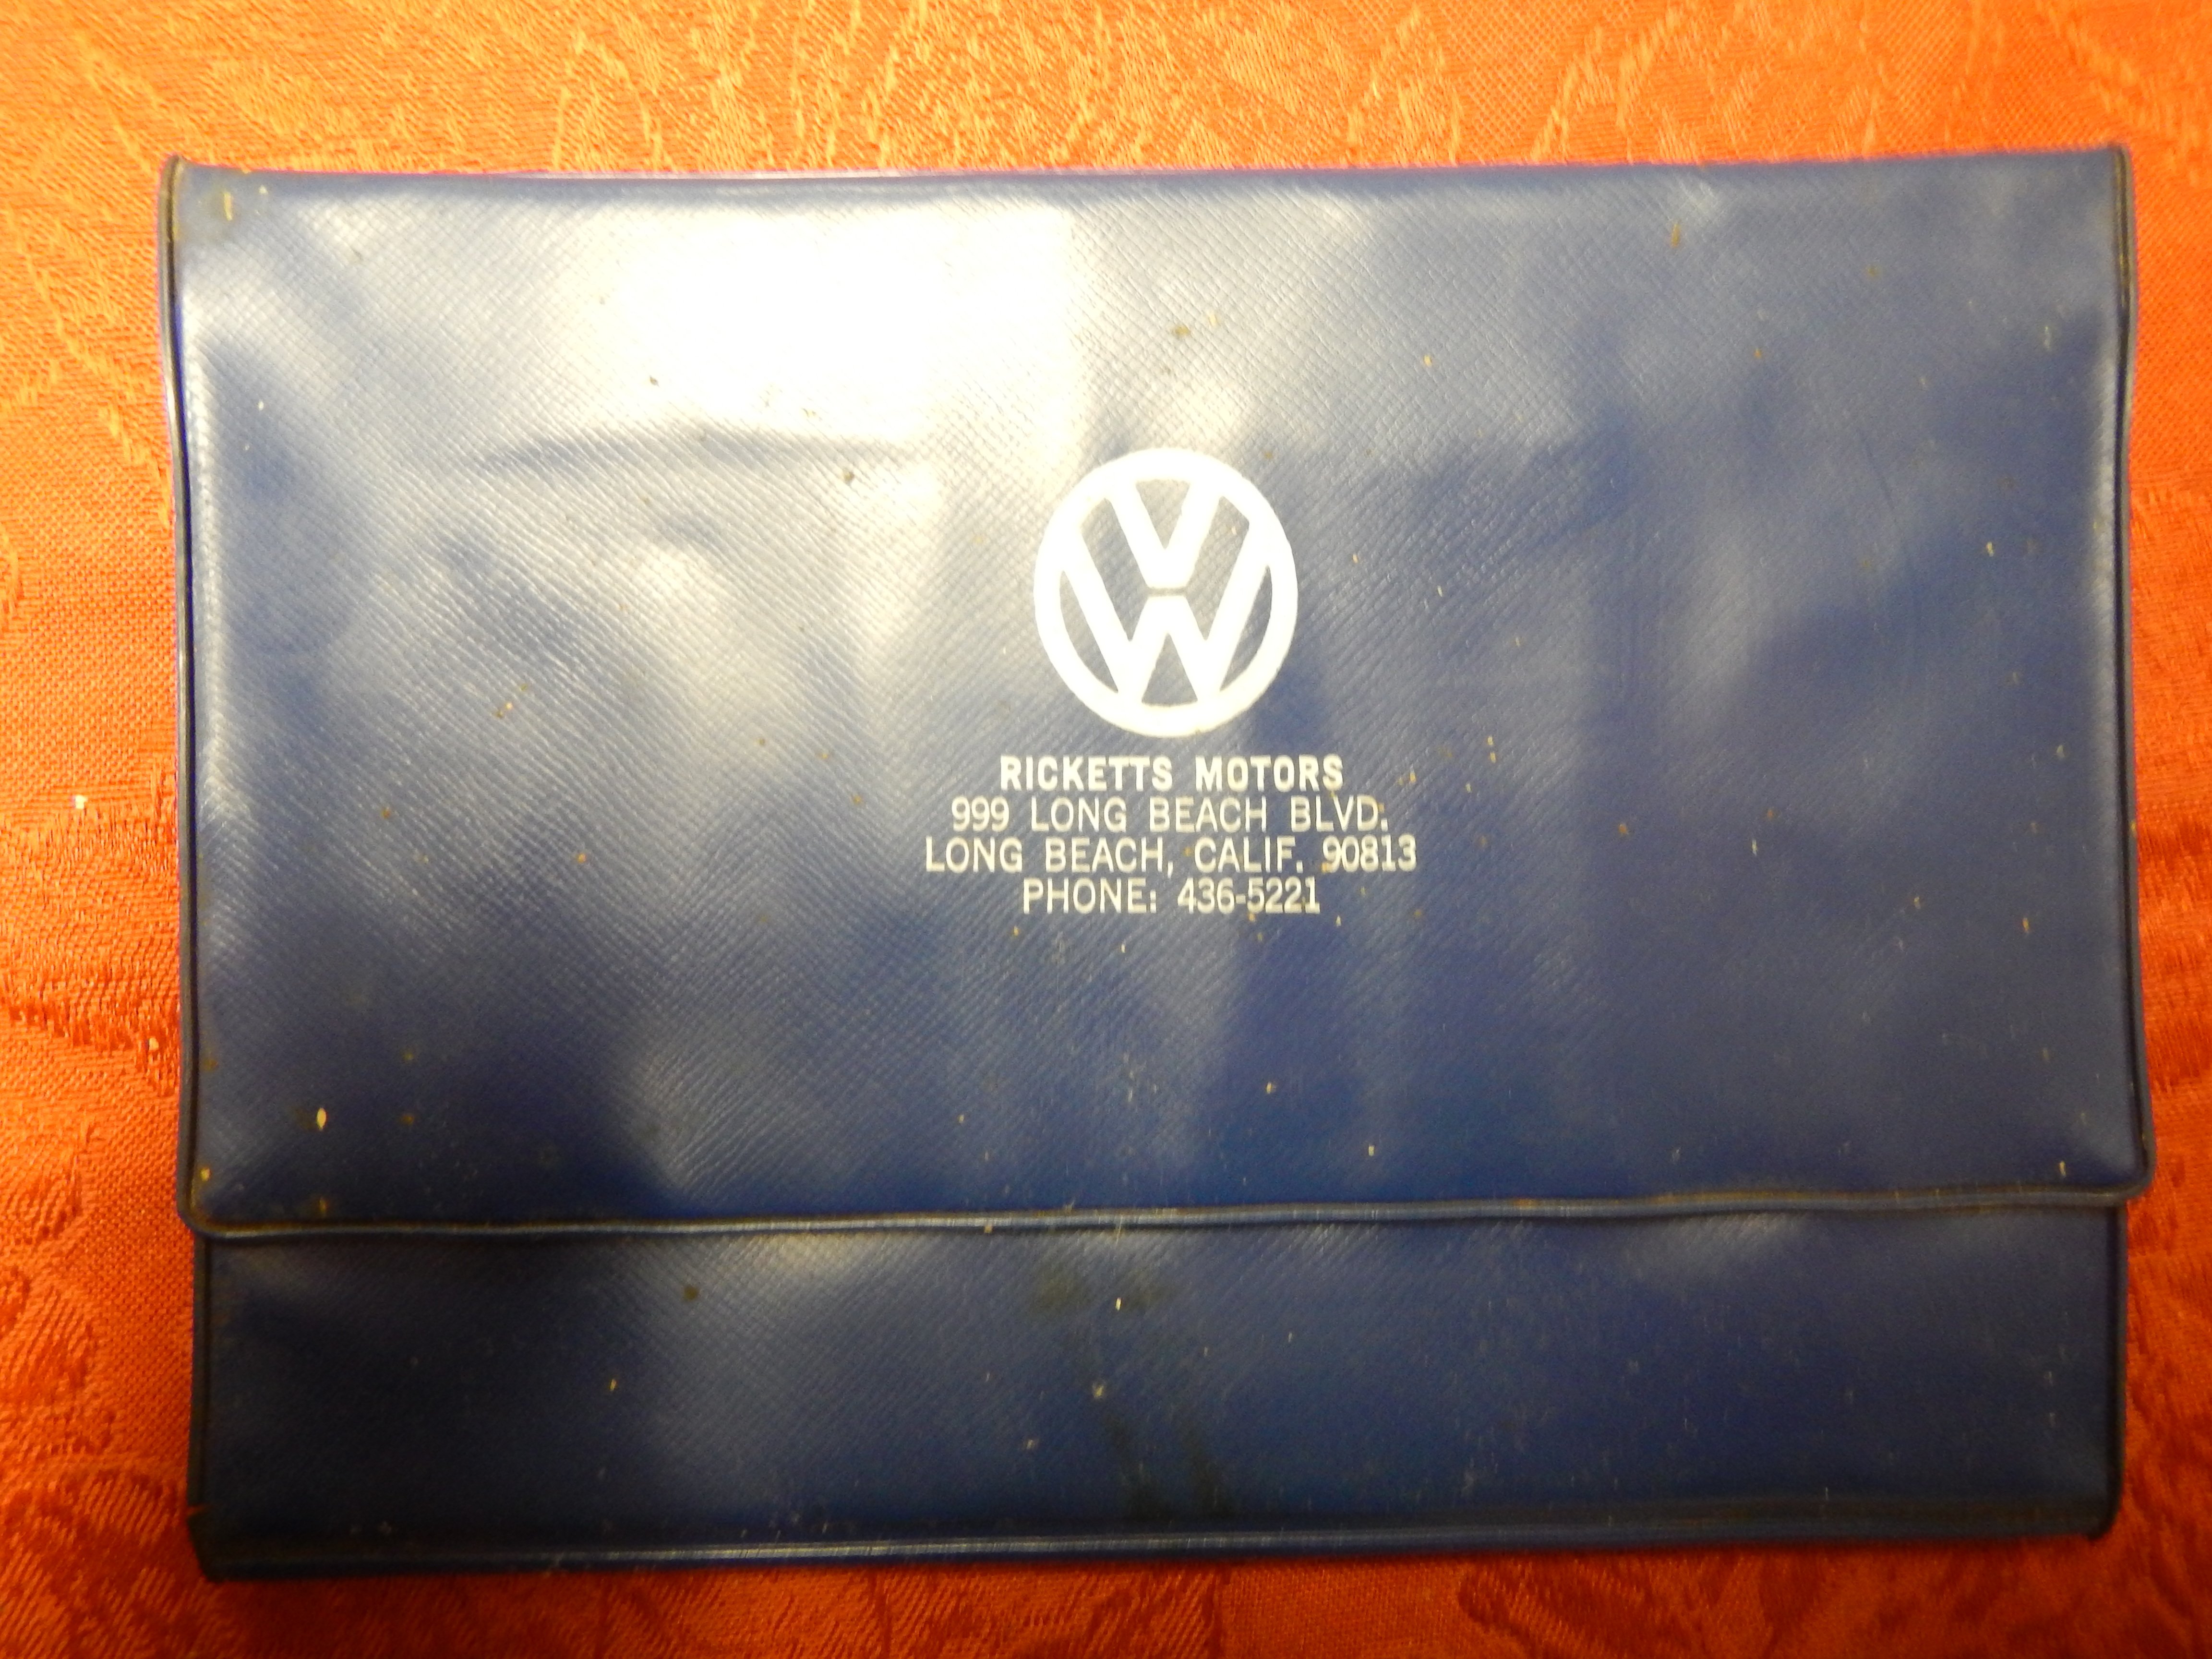 VW
RICKETTS MOTORS
999 LONG BEACH BLVD.
LONG BEACH, CALIF. 90813
PHONE: 436-5221